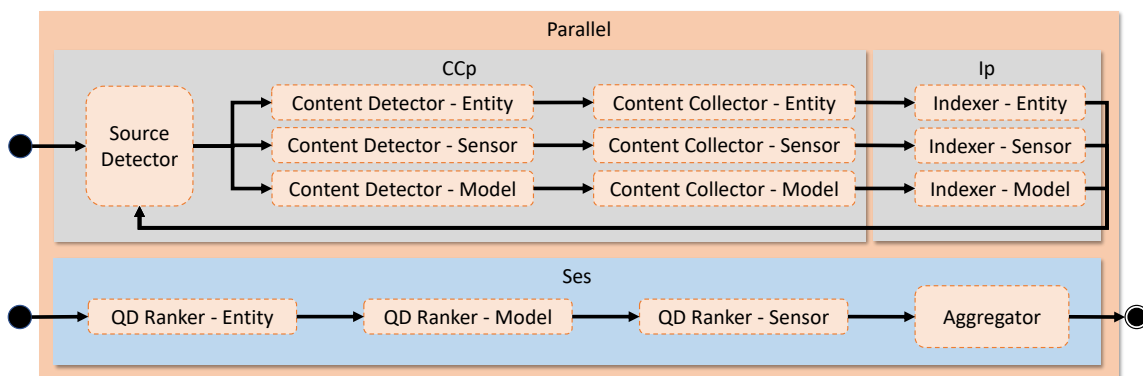 Parallel
CCp
Ip
Source
Detector
Content Detector - Entity
Content Collector - Entity
Indexer - Entity
Content Detector - Sensor
Content Collector - Sensor
Indexer - Sensor
Content Detector - Model
Content Collector - Model
Indexer - Model
Ses
QD Ranker - Entity
QD Ranker - Model
QD Ranker - Sensor
Aggregator